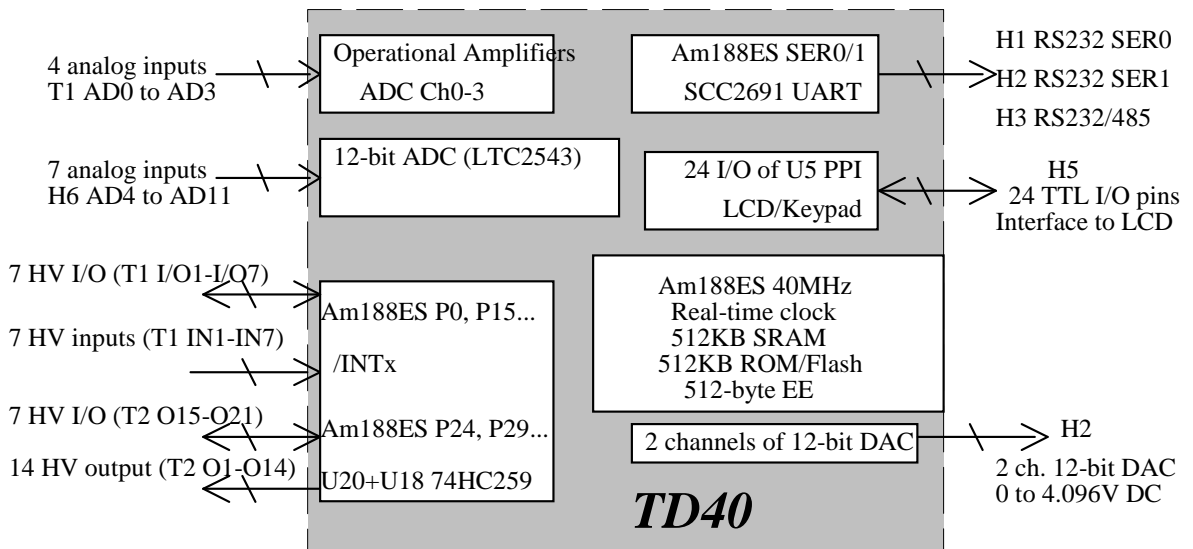 4 analog inputs
T1 AD0 to AD3
7 analog inputs
H6 AD4 to AD11
7 HV I/O (T1 I/O1-I/O7)
7 HV inputs (T1 IN1-IN7)
7 HV I/O (T2 O15-O21)
14 HV output (T2 O1-O14)
Operational Amplifiers
ADC Ch0-3
12-bit ADC (LTC2543)
Am188ES P0, P15...
/INTx
Am188ES P24, P29...
U20+U18 74HC259
Am188ES SER0/1
SCC2691 UART
24 I/O of U5 PPI
LCD/Keypad
Am188ES 40MHz
Real-time clock
512KB SRAM
512KB ROM/Flash
512-byte EE
2 channels of 12-bit DAC
TD40
H1 RS232 SER0
H2 RS232 SER1
H3 RS232/485
H5
24 TTL I/O pins
Interface to LCD
H2
2 ch. 12-bit DAC
0 to 4.096V DC